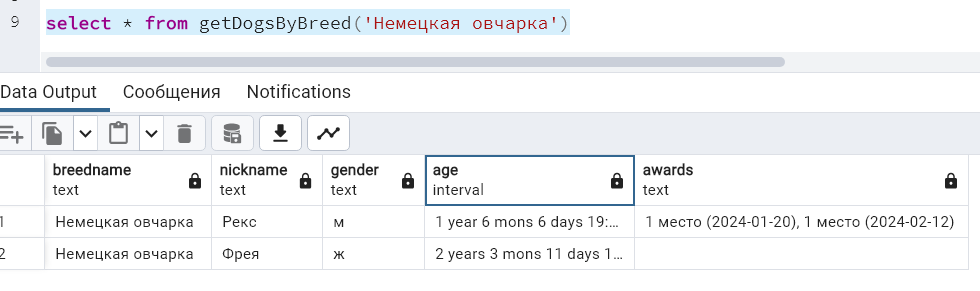 9 select * from getDogsByBreed('Немецкая овчарка')
Data Output Сообщения Notifications
breedname nickname gender age awards
text text text interval text
1 Немецкая овчарка Рекс м 1 year 6 mons 6 days 19:... 1 место (2024-01-20), 1 место (2024-02-12)
2 Немецкая овчарка Фрея ж 2 years 3 mons 11 days 1...